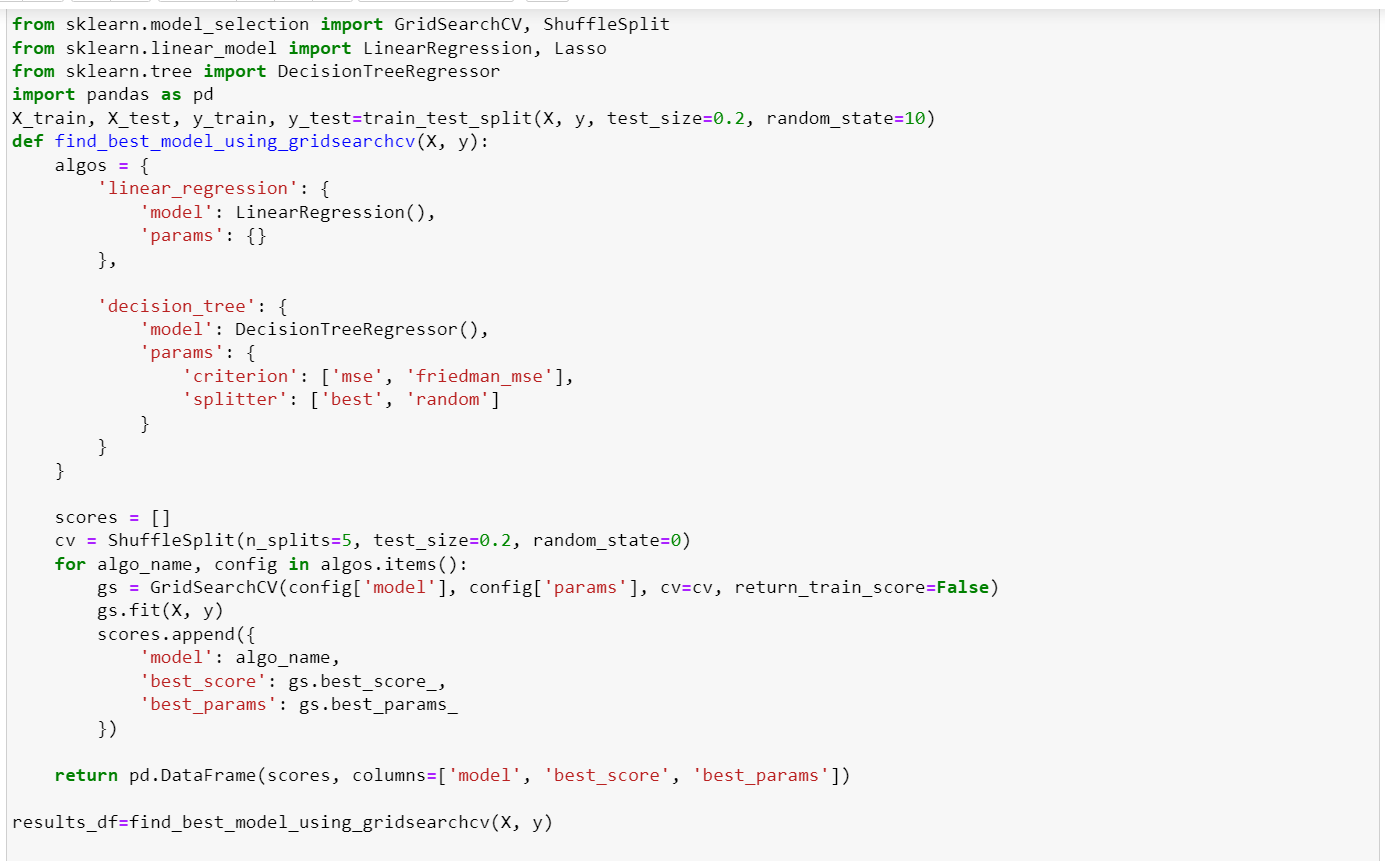 from sklearn.model_selection import GridSearchCV, ShuffleSplit
from sklearn.linear_model import LinearRegression, Lasso
from sklearn.tree import DecisionTreeRegressor
import pandas as pd
X_train, X_test, y_train, y_test=train_test_split(X, y, test_size=0.2, random_state=10)
def find_best_model_using_gridsearchcv(X, y):
    algos = {
        'linear_regression': {
            'model': LinearRegression(),
            'params': {}
        },

        'decision_tree': {
            'model': DecisionTreeRegressor(),
            'params': {
                'criterion': ['mse', 'friedman_mse'],
                'splitter': ['best', 'random']
            }
        }
    }

    scores = []
    cv = ShuffleSplit(n_splits=5, test_size=0.2, random_state=0)
    for algo_name, config in algos.items():
        gs = GridSearchCV(config['model'], config['params'], cv=cv, return_train_score=False)
        gs.fit(X, y)
        scores.append({
            'model': algo_name,
            'best_score': gs.best_score_,
            'best_params': gs.best_params_
        })

    return pd.DataFrame(scores, columns=['model', 'best_score', 'best_params'])

results_df=find_best_model_using_gridsearchcv(X, y)